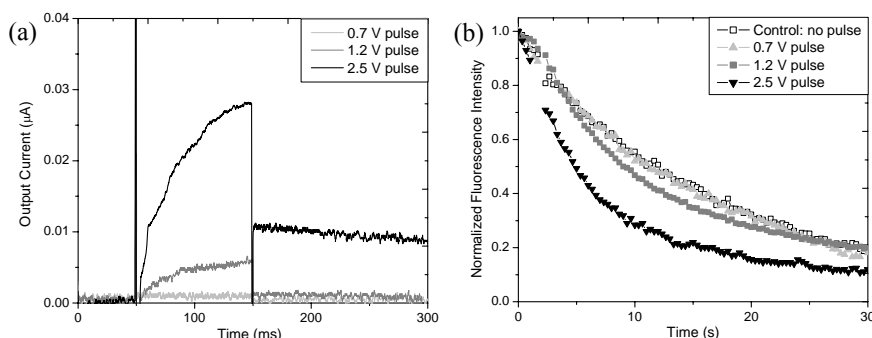 (a)
0.04
0.03
0.02
0.01
0.00
Output Current (µA)
0.7 V pulse
1.2 V pulse
2.5 V pulse
100
200
300
Time (ms)
(b)
1.0
0.8
0.6
0.4
0.2
0.0
Normalized Fluorescence Intensity
Control: no pulse
0.7 V pulse
1.2 V pulse
2.5 V pulse
0
10
20
30
Time (s)